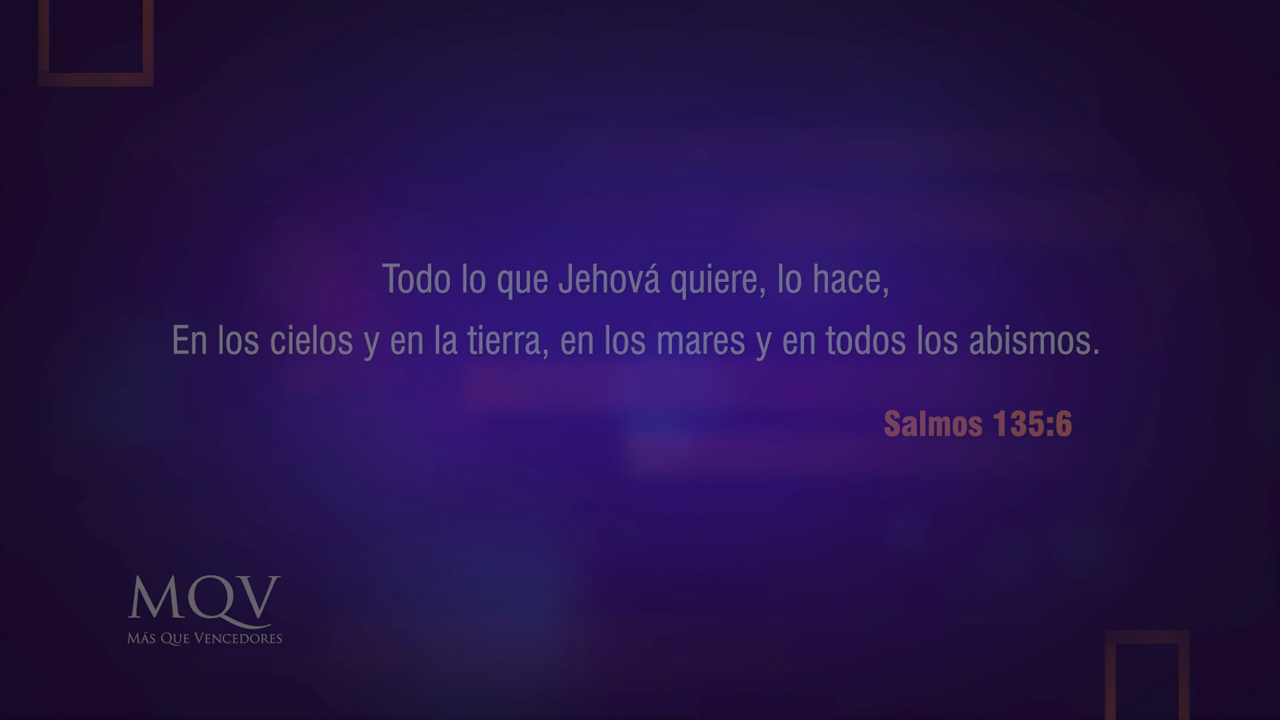 Todo lo que Jehová quiere, lo hace,
En los cielos y en la tierra, en los mares y en todos los abismos.
Salmos 135:6
MQV
Más Que Vencedores